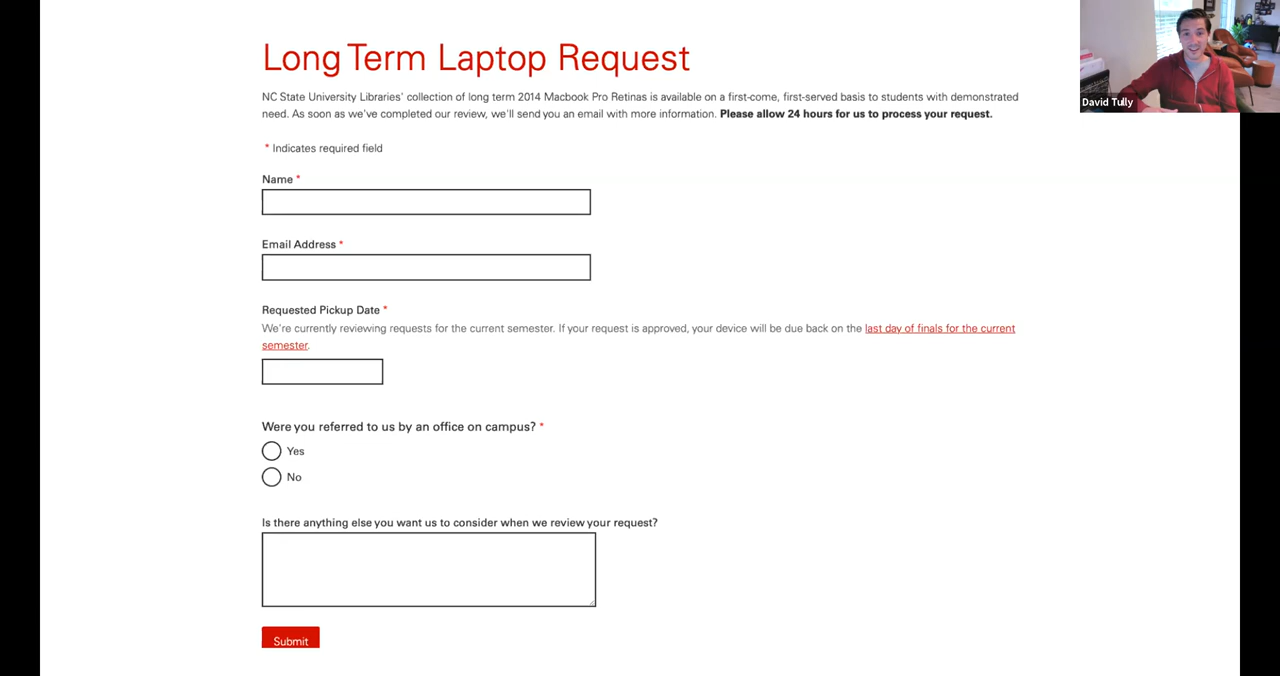 Long Term Laptop Request
David Tully
NC State University Libraries' collection of long term 2014 Macbook Pro Retinas is available on a first-come, first-served basis to students with demonstrated
need. As soon as we've completed our review, we'll send you an email with more information. Please allow 24 hours for us to process your request.
* Indicates required field
Name *
Email Address *
Requested Pickup Date *
We're currently reviewing requests for the current semester. If your request is approved, your device will be due back on the last day of finals for the current
semester.
Were you referred to us by an office on campus? *
Yes
No
Is there anything else you want us to consider when we review your request?
Submit